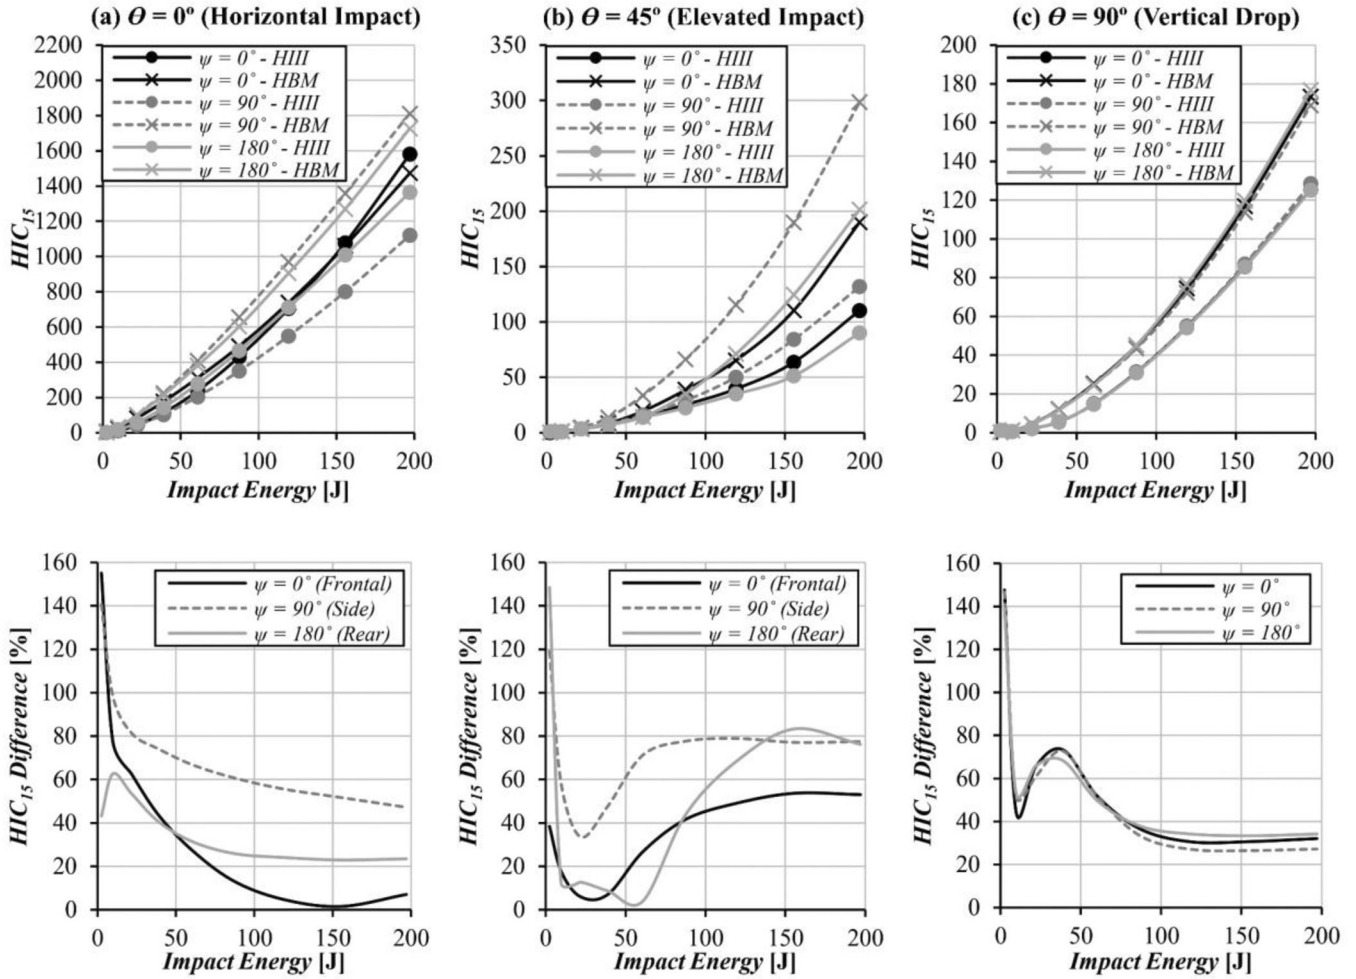 (a) ϴ = 0° (Horizontal Impact)
2200
2000
1800
1600
1400
1200
1000
800
600
400
200
0
HIC15
ψ = 0° - HIII
ψ = 0° - HBM
ψ = 90° - HIII
ψ = 90° - HBM
ψ = 180° - HIII
ψ = 180° - HBM
0 50 100 150 200
Impact Energy [J]
(b) ϴ = 45° (Elevated Impact)
350
300
250
200
150
100
50
0
HIC15
ψ = 0° - HIII
ψ = 0° - HBM
ψ = 90° - HIII
ψ = 90° - HBM
ψ = 180° - HIII
ψ = 180° - HBM
0 50 100 150 200
Impact Energy [J]
(c) ϴ = 90° (Vertical Drop)
200
180
160
140
120
100
80
60
40
20
0
HIC15
ψ = 0° - HIII
ψ = 0° - HBM
ψ = 90° - HIII
ψ = 90° - HBM
ψ = 180° - HIII
ψ = 180° - HBM
0 50 100 150 200
Impact Energy [J]
160
140
120
100
80
60
40
20
0
HIC15 Difference [%]
ψ = 0° (Frontal)
ψ = 90° (Side)
ψ = 180° (Rear)
0 50 100 150 200
Impact Energy [J]
160
140
120
100
80
60
40
20
0
HIC15 Difference [%]
ψ = 0° (Frontal)
ψ = 90° (Side)
ψ = 180° (Rear)
0 50 100 150 200
Impact Energy [J]
160
140
120
100
80
60
40
20
0
HIC15 Difference [%]
ψ = 0°
ψ = 90°
ψ = 180°
0 50 100 150 200
Impact Energy [J]